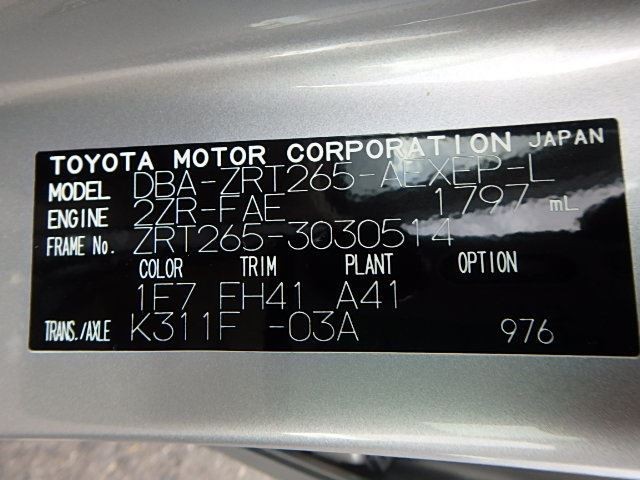 TOYOTA MOTOR CORPORATION JAPAN
MODEL DBA-ZRT265-AEXEP-L
ENGINE 2ZR-FAE 1797 mL
FRAME No. ZRT265-3030514
COLOR TRIM PLANT OPTION
1E7 FH41 A41
TRANS./AXLE K311F -03A 976